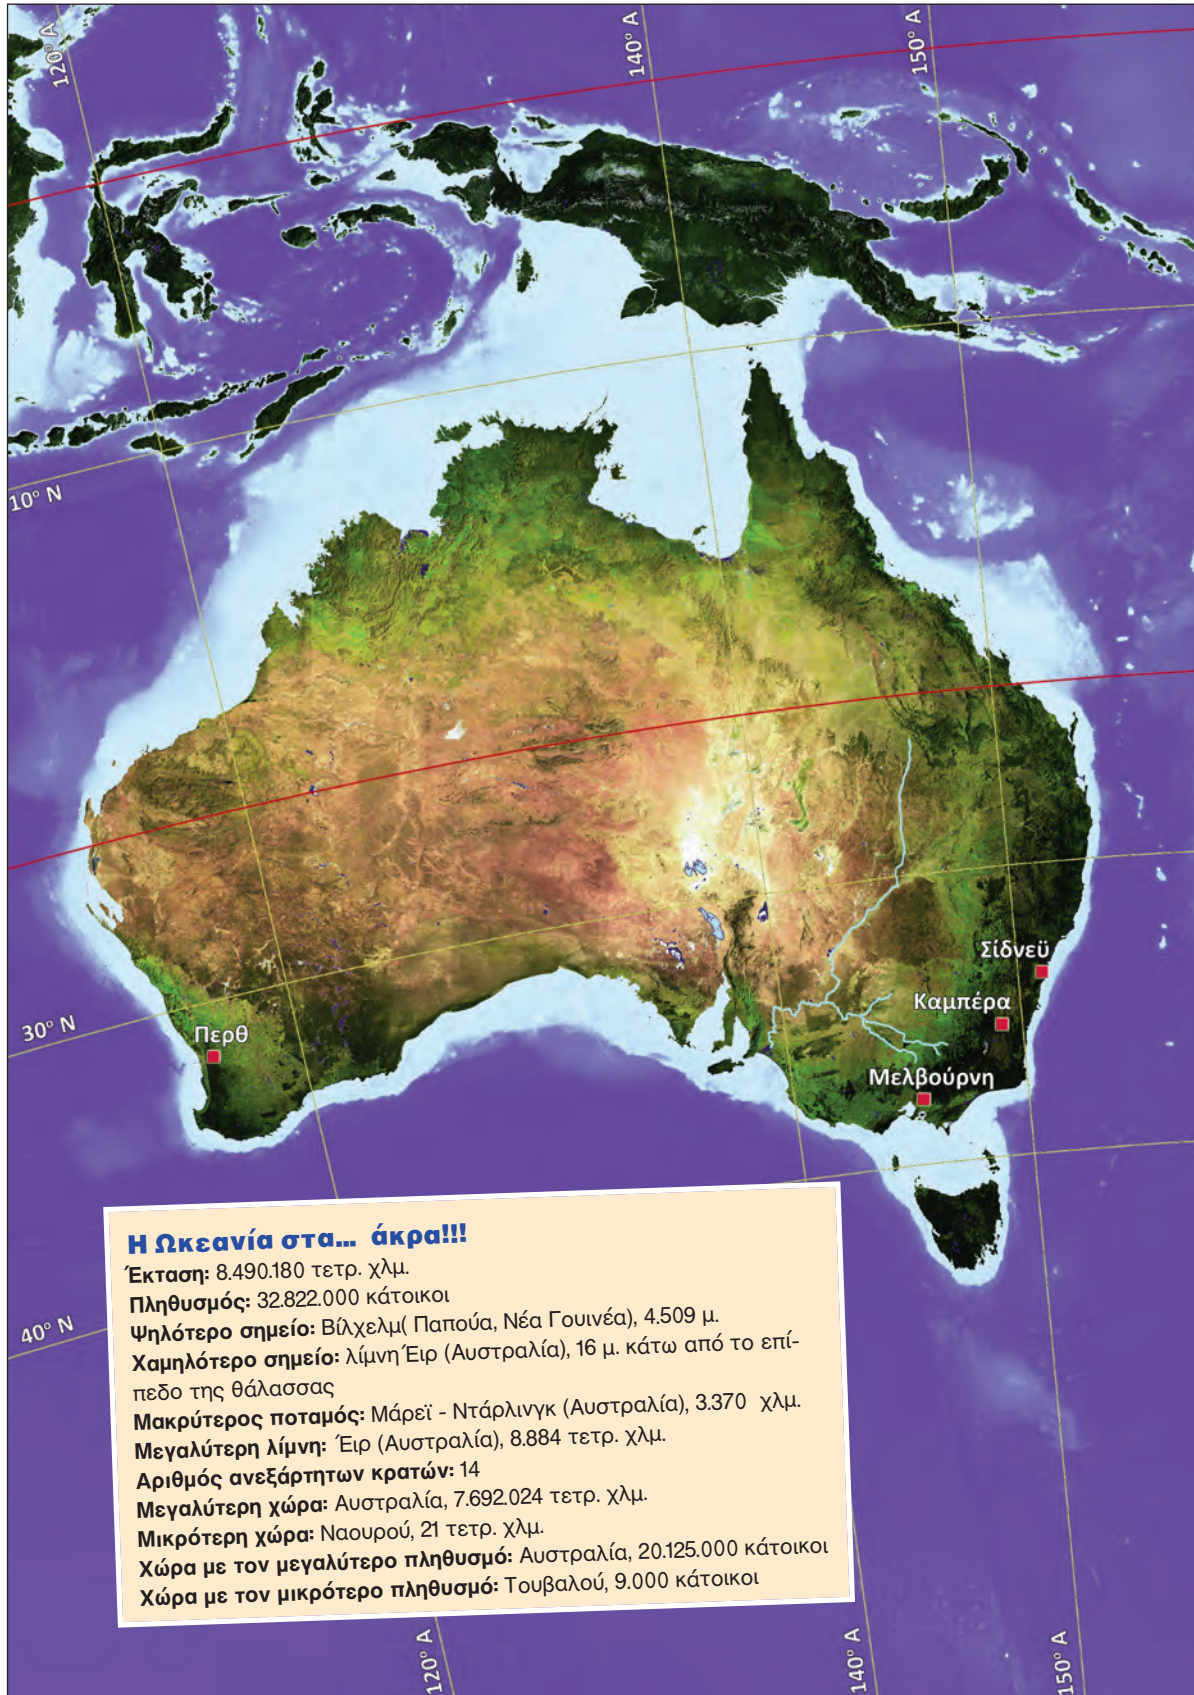 120° Α
140° Α
150° Α
10° Ν
Σίδνεϋ
Καμπέρα
30° Ν
Περθ
Μελβούρνη
Η Ωκεανία στα... άκρα!!!
Έκταση: 8.490.180 τετρ. χλμ.
Πληθυσμός: 32.822.000 κάτοικοι
Ψηλότερο σημείο: Βίλχελμ( Παπούα, Νέα Γουινέα), 4.509 μ.
Χαμηλότερο σημείο: λίμνη Έιρ (Αυστραλία), 16 μ. κάτω από το επί-
πεδο της θάλασσας
Μακρύτερος ποταμός: Μάρεϊ - Ντάρλινγκ (Αυστραλία), 3.370 χλμ.
Μεγαλύτερη λίμνη: Έιρ (Αυστραλία), 8.884 τετρ. χλμ.
Αριθμός ανεξάρτητων κρατών: 14
Μεγαλύτερη χώρα: Αυστραλία, 7.692.024 τετρ. χλμ.
Μικρότερη χώρα: Ναουρού, 21 τετρ. χλμ.
Χώρα με τον μεγαλύτερο πληθυσμό: Αυστραλία, 20.125.000 κάτοικοι
Χώρα με τον μικρότερο πληθυσμό: Τουβαλού, 9.000 κάτοικοι
40° Ν
120° Α
140° Α
150° Α